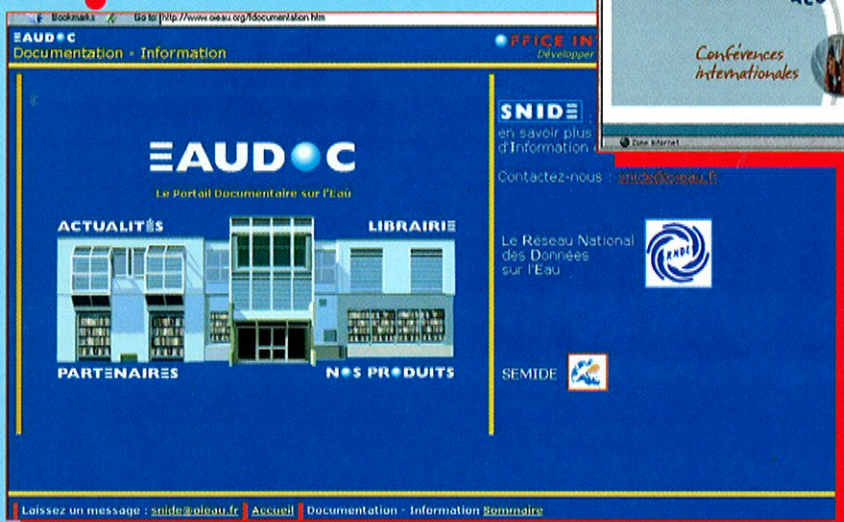 Bookmarks Go to: http://www.oieau.org/fdocumentation.htm
EAUDOC
Documentation - Information
OFFICE IN
Développer
Conférences
internationales
Zone Internet
EAUDOC
Le Portail Documentaire sur l'Eau
ACTUALITÉS
LIBRAIRIE
PARTENAIRES
NOS PRODUITS
SNIDE
en savoir plus
d'Information
Contactez-nous : snide@oieau.fr
Le Réseau National
des Données
sur l'Eau
RNDE
SEMIDE
Laissez un message : snide@oieau.fr Accueil Documentation - Information Sommaire